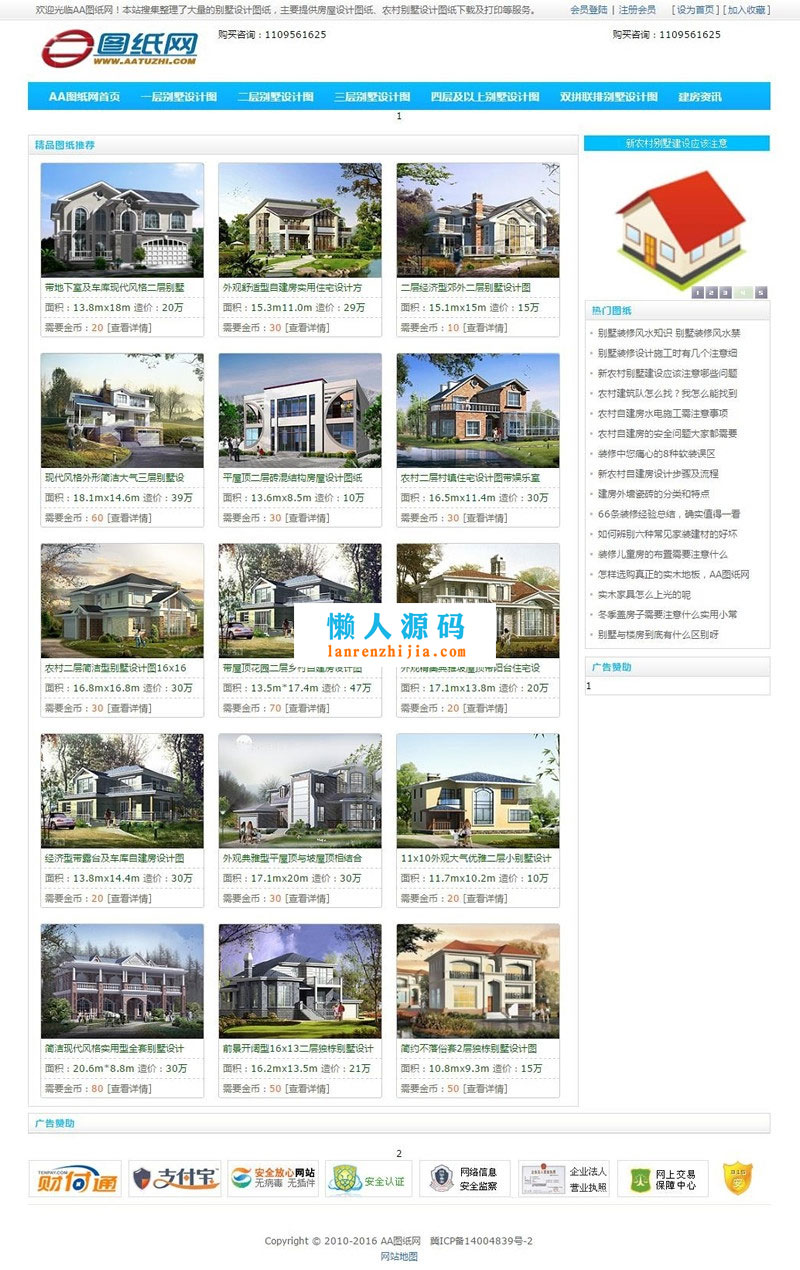 欢迎光临AA图纸网！本站搜集整理了大量的别墅设计图纸，主要提供房屋设计图纸、农村别墅设计图纸下载及打印等服务。
会员登陆 | 注册会员 [设为首页] [加入收藏]
图纸网
WWW.AATUZHI.COM
购买咨询：1109561625
购买咨询：1109561625
AA图纸网首页 一层别墅设计图 二层别墅设计图 三层别墅设计图 四层及以上别墅设计图 双拼联排别墅设计图 建房资讯
1
精品图纸推荐
带地下室及车库现代风格二层别墅
面积：13.8mx18m 造价：20万
需要金币：20 [查看详情]
外观舒适型自建房实用住宅设计方
面积：15.3m11.0m 造价：29万
需要金币：30 [查看详情]
二层经济型郊外二层别墅设计图
面积：15.1mx15m 造价：15万
需要金币：10 [查看详情]
现代风格外形简洁大气三层别墅设
面积：18.1mx14.6m 造价：39万
需要金币：60 [查看详情]
平屋顶二层砖混结构房屋设计图纸
面积：13.6mx8.5m 造价：10万
需要金币：30 [查看详情]
农村二层村镇住宅设计图带娱乐室
面积：16.5mx11.4m 造价：30万
需要金币：30 [查看详情]
农村二层简洁型别墅设计图16x16
面积：16.8mx16.8m 造价：30万
需要金币：30 [查看详情]
带屋顶花园二层乡村自建房设计图
面积：13.5m*17.4m 造价：47万
需要金币：70 [查看详情]
外观精美典雅坡屋顶带阳台住宅设
面积：17.1mx13.8m 造价：20万
需要金币：20 [查看详情]
懒人源码
lanrenzhijia.com
经济型带露台及车库自建房设计图
面积：13.8mx14.4m 造价：30万
需要金币：20 [查看详情]
外观典雅型平屋顶与坡屋顶相结合
面积：17.1mx20m 造价：30万
需要金币：30 [查看详情]
11x10外观大气优雅二层小别墅设计
面积：11.7mx10.2m 造价：10万
需要金币：20 [查看详情]
简洁现代风格实用型全套别墅设计
面积：20.6m*8.8m 造价：30万
需要金币：80 [查看详情]
前景开阔型16x13二层独栋别墅设计
面积：16.2mx13.5m 造价：21万
需要金币：50 [查看详情]
简约不落俗套2层独栋别墅设计图
面积：10.8mx9.3m 造价：15万
需要金币：50 [查看详情]
新农村别墅建设应该注意
1 2 3 4 5
热门图纸
别墅装修风水知识 别墅装修风水禁
别墅装修设计施工时有几个注意细
新农村别墅建设应该注意哪些问题
农村建筑队怎么找？我怎么能找到
农村自建房水电施工需注意事项
农村自建房的安全问题大家都需要
装修中您痛心的8种软装误区
新农村自建房设计步骤及流程
建房外墙瓷砖的分类和特点
66条装修经验总结，确实值得一看
如何辨别六种常见家装建材的好坏
装修儿童房的布置需要注意什么
怎样选购真正的实木地板，AA图纸网
实木家具怎么上光的呢
冬季盖房子需要注意什么实用小常
别墅与楼房到底有什么区别呀
广告赞助
1
广告赞助
2
TENPAY.COM
财付通
支付宝
安全放心网站
无病毒 无插件
安全认证
网络信息
安全监察
企业法人
营业执照
网上交易
保障中心
Copyright © 2010-2016 AA图纸网 冀ICP备14004839号-2
网站地图